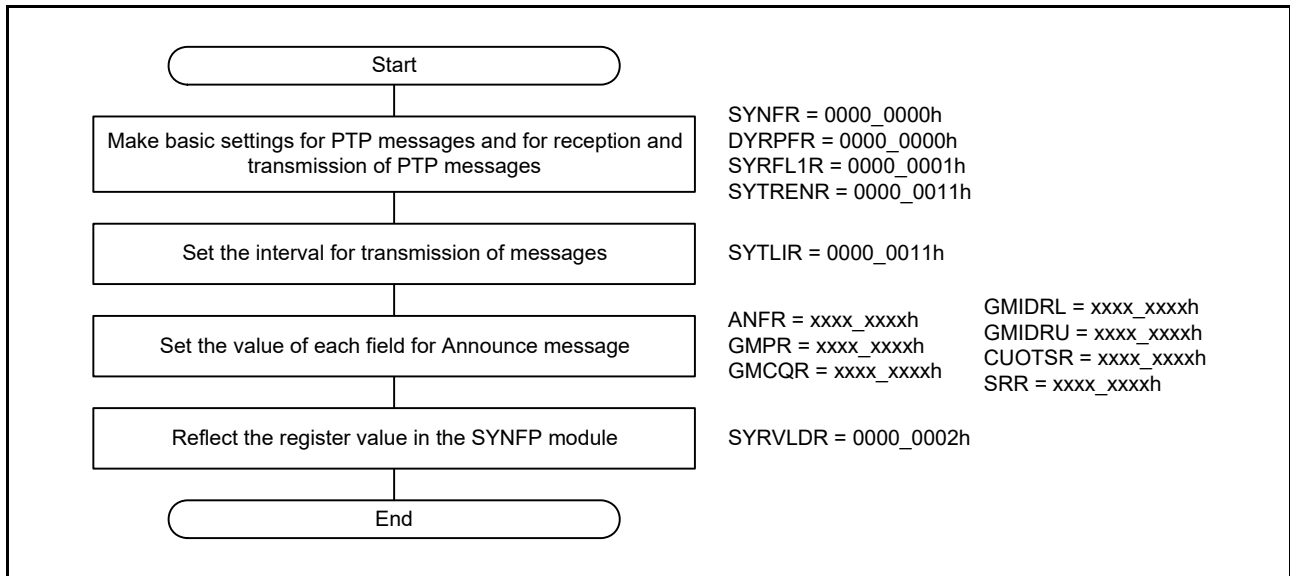 Start
Make basic settings for PTP messages and for reception and
transmission of PTP messages
SYNFR = 0000_0000h
DYRPFR = 0000_0000h
SYRFL1R = 0000_0001h
SYTRENR = 0000_0011h
Set the interval for transmission of messages
SYTLIR = 0000_0011h
Set the value of each field for Announce message
ANFR = xxxx_xxxxh
GMPR = xxxx_xxxxh
GMCQR = xxxx_xxxxh
GMIDRL = xxxx_xxxxh
GMIDRU = xxxx_xxxxh
CUOTSR = xxxx_xxxxh
SRR = xxxx_xxxxh
Reflect the register value in the SYNFP module
SYRVLDR = 0000_0002h
End